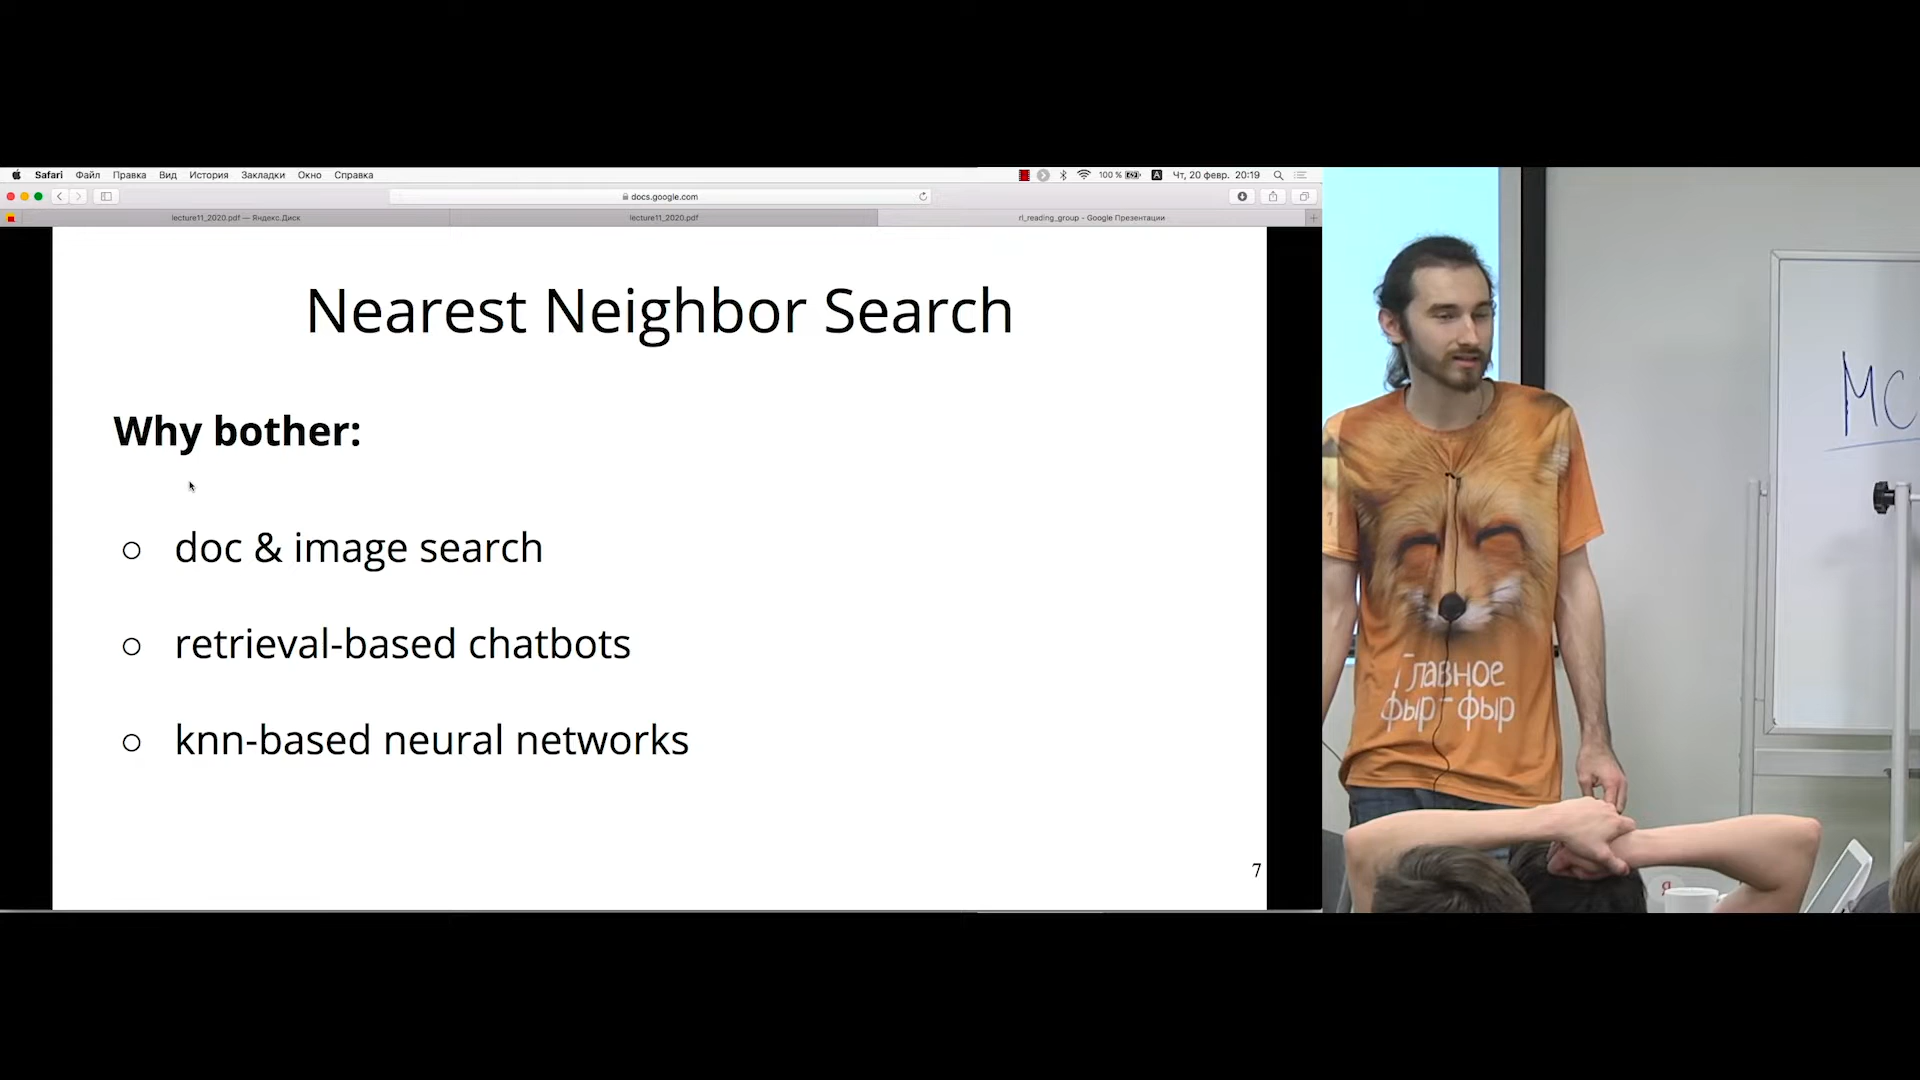 Safari Файл Правка Вид История Закладки Окно Справка
100 % Чт, 20 февр. 20:19
docs.google.com
lecture11_2020.pdf — Яндекс.Диск
lecture11_2020.pdf
rl_reading_group - Google Презентации
Nearest Neighbor Search
Why bother:
○ doc & image search
○ retrieval-based chatbots
○ knn-based neural networks
7
MC
Главное
фырт фыр
Я